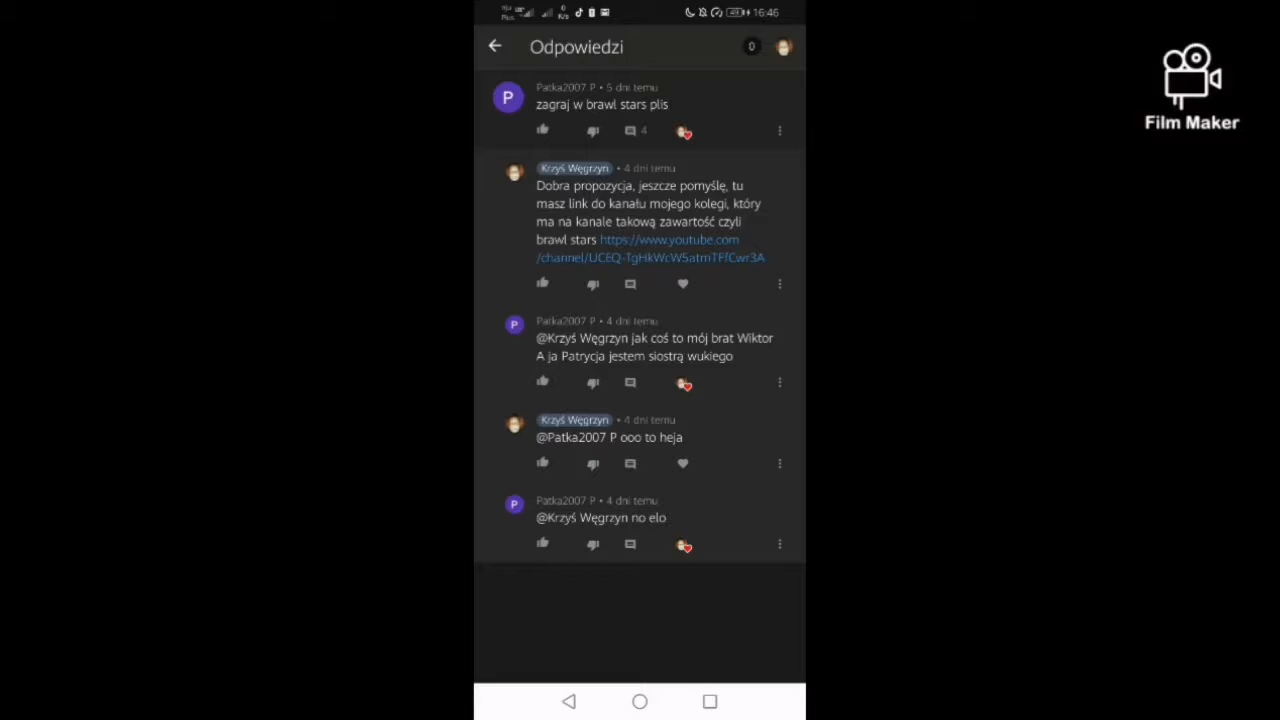 16:46
Odpowiedzi
0
Patka2007 P • 5 dni temu
zagraj w brawl stars plis
4
Krzyś Węgrzyn • 4 dni temu
Dobra propozycja, jeszcze pomyślę, tu
masz link do kanału mojego kolegi, który
ma na kanale takową zawartość czyli
brawl stars https://www.youtube.com
/channel/UCEQ-TgHkWcW5atmTFfCwr3A
Patka2007 P • 4 dni temu
@Krzyś Węgrzyn jak coś to mój brat Wiktor
A ja Patrycja jestem siostrą wukiego
Krzyś Węgrzyn • 4 dni temu
@Patka2007 P ooo to heja
Patka2007 P • 4 dni temu
@Krzyś Węgrzyn no elo
P
P
P
Film Maker